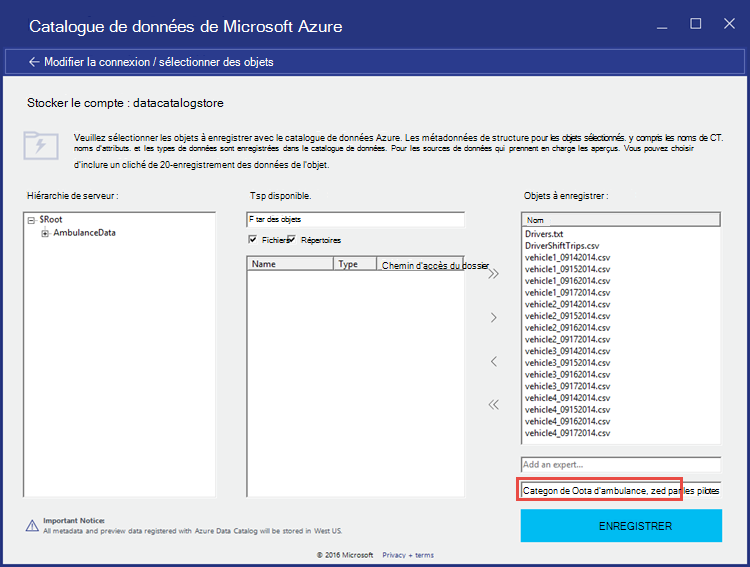 Catalogue de données de Microsoft Azure
Modifier la connexion / sélectionner des objets
Stocker le compte : datacatalogstore
Veuillez sélectionner les objets à enregistrer avec le catalogue de données Azure. Les métadonnées de structure pour les objets sélectionnés. y compris les noms de CT.
noms d'attributs. et les types de données sont enregistrées dans le catalogue de données. Pour les sources de données qui prennent en charge les aperçus. Vous pouvez choisir
d'inclure un cliché de 20-enregistrement des données de l'objet.
Hiérarchie de serveur :
$Root
AmbulanceData
Tsp disponible.
F tar des objets
Fichiers Répertoires
Name Type Chemin d'accès du dossier
Objets à enregistrer :
Nom
Drivers.txt
DriverShiftTrips.csv
vehicle1_09142014.csv
vehicle1_09152014.csv
vehicle1_09162014.csv
vehicle1_09172014.csv
vehicle2_09142014.csv
vehicle2_09152014.csv
vehicle2_09162014.csv
vehicle2_09172014.csv
vehicle3_09142014.csv
vehicle3_09152014.csv
vehicle3_09162014.csv
vehicle3_09172014.csv
vehicle4_09142014.csv
vehicle4_09152014.csv
vehicle4_09162014.csv
vehicle4_09172014.csv
Add an expert...
Categon de Oota d'ambulance, zed par les pilotes
ENREGISTRER
Important Notice:
All metadata and preview data registered with Azure Data Catalog will be stored in West US.
© 2016 Microsoft Privacy + terms